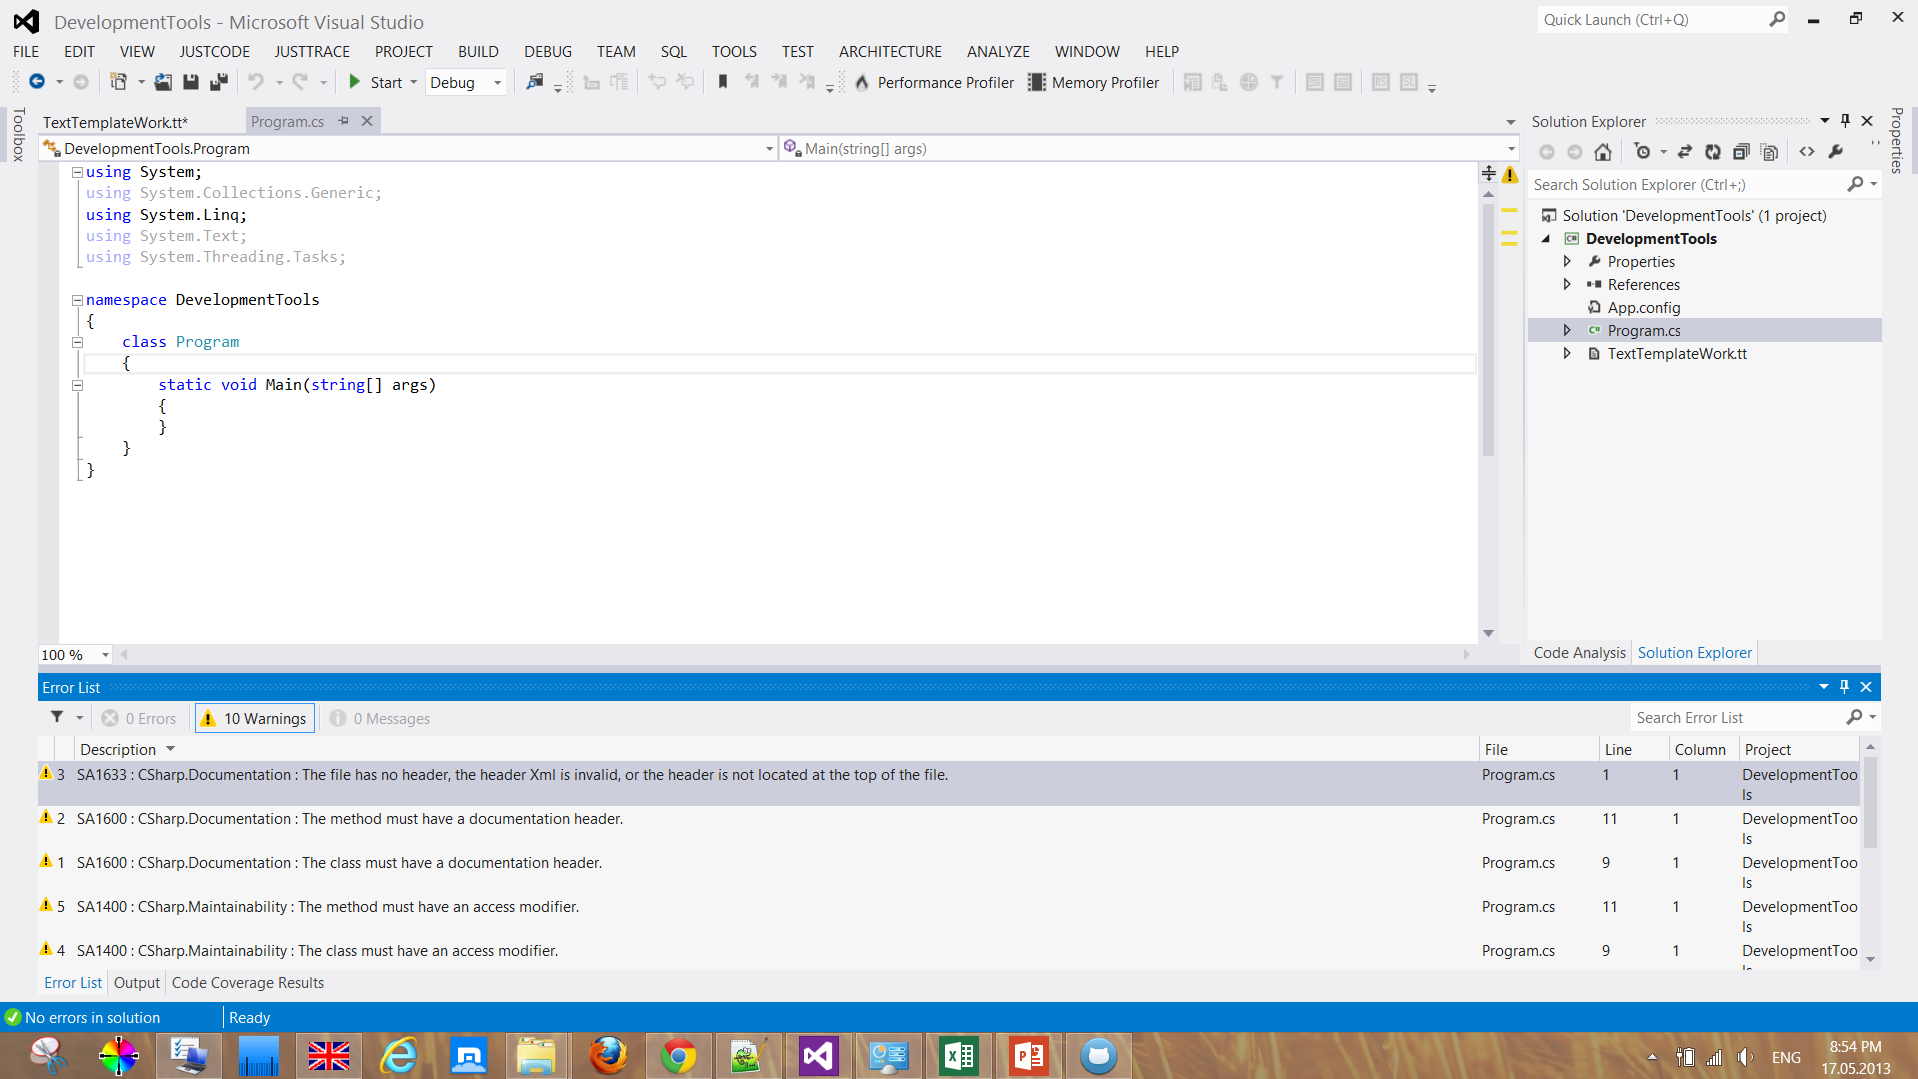 DevelopmentTools - Microsoft Visual Studio
Quick Launch (Ctrl+Q)
FILE EDIT VIEW JUSTCODE JUSTTRACE PROJECT BUILD DEBUG TEAM SQL TOOLS TEST ARCHITECTURE ANALYZE WINDOW HELP
Start Debug Performance Profiler Memory Profiler
Toolbox
TextTemplateWork.tt* Program.cs
DevelopmentTools.Program Main(string[] args)
using System;
using System.Collections.Generic;
using System.Linq;
using System.Text;
using System.Threading.Tasks;
namespace DevelopmentTools
{
class Program
{
static void Main(string[] args)
{
}
}
}
100 %
Solution Explorer
Properties
Search Solution Explorer (Ctrl+;)
Solution 'DevelopmentTools' (1 project)
C# DevelopmentTools
Properties
References
App.config
C# Program.cs
TextTemplateWork.tt
Code Analysis Solution Explorer
Error List
0 Errors 10 Warnings 0 Messages
Search Error List
Description File Line Column Project
3 SA1633 : CSharp.Documentation : The file has no header, the header Xml is invalid, or the header is not located at the top of the file. Program.cs 1 1 DevelopmentToo
ls
2 SA1600 : CSharp.Documentation : The method must have a documentation header. Program.cs 11 1 DevelopmentToo
ls
1 SA1600 : CSharp.Documentation : The class must have a documentation header. Program.cs 9 1 DevelopmentToo
ls
5 SA1400 : CSharp.Maintainability : The method must have an access modifier. Program.cs 11 1 DevelopmentToo
ls
4 SA1400 : CSharp.Maintainability : The class must have an access modifier. Program.cs 9 1 DevelopmentToo
Error List Output Code Coverage Results
No errors in solution Ready
ENG
8:54 PM
17.05.2013